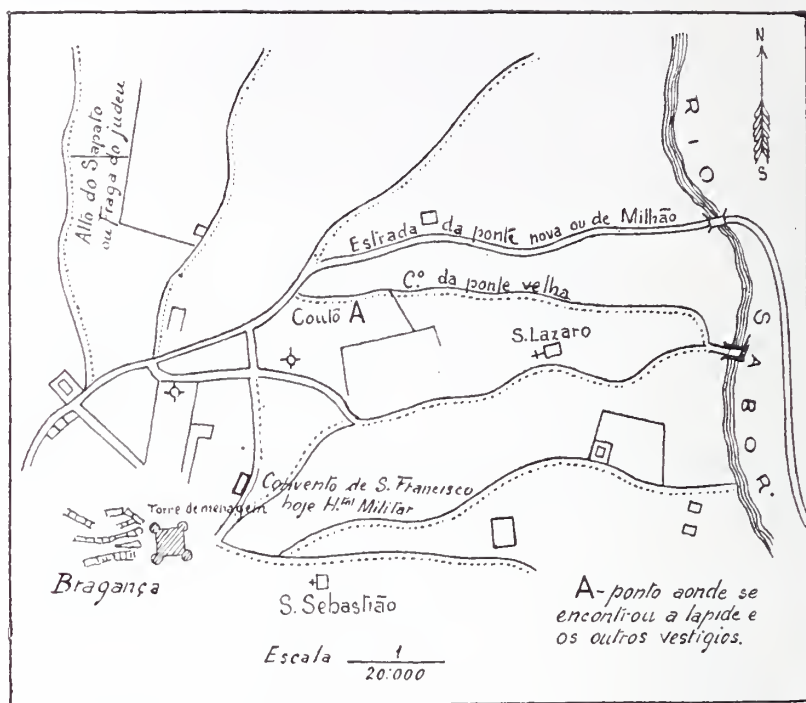 N
S
RIO SABOR.
Alto do Sapato
ou Fraga do judeu
Estrada da ponte nova ou de Milhão
Cº. da ponte velha
Coutô A
S. Lazaro
Convento de S. Francisco
hoje H.tal Militar
Torre de menagem
Bragança
S. Sebastião
A-ponto aonde se
encontrou a lapide e
os outros vestigios.
Escala 1
20:000